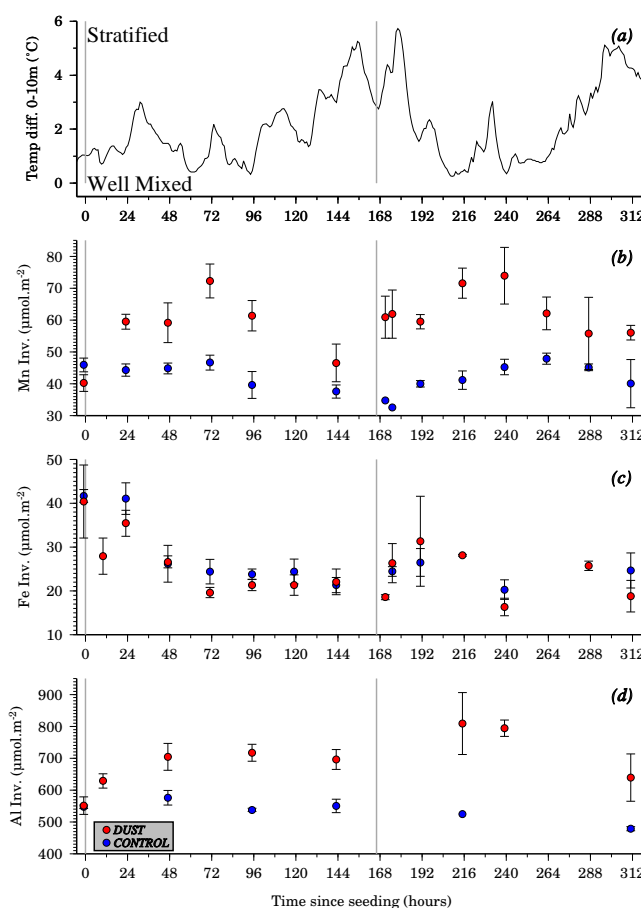 6
4
2
0
Temp diff. 0-10m (°C)
Stratified
Well Mixed
(a)
0 24 48 72 96 120 144 168 192 216 240 264 288 312
90
80
70
60
50
40
30
Mn Inv. (µmol.m⁻²)
(b)
0 24 48 72 96 120 144 168 192 216 240 264 288 312
50
40
30
20
10
Fe Inv. (µmol.m⁻²)
(c)
0 24 48 72 96 120 144 168 192 216 240 264 288 312
900
800
700
600
500
400
Al Inv. (µmol.m⁻²)
(d)
DUST
CONTROL
0 24 48 72 96 120 144 168 192 216 240 264 288 312
Time since seeding (hours)